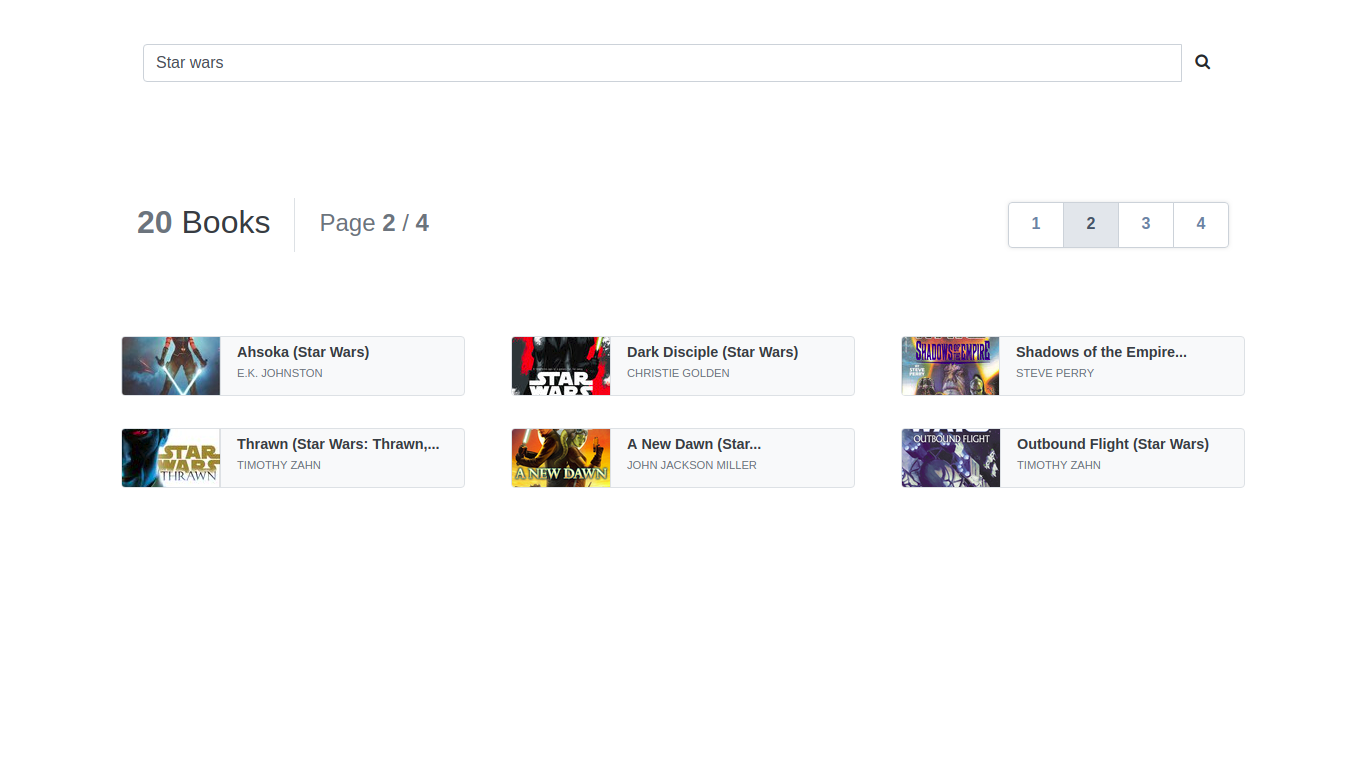 Star wars
20 Books
Page 2 / 4
1 2 3 4
Ahsoka (Star Wars)
E.K. JOHNSTON
STAR WARS
Dark Disciple (Star Wars)
CHRISTIE GOLDEN
SHADOWS OF THE EMPIRE
BY STEVE PERRY
Shadows of the Empire...
STEVE PERRY
STAR WARS
THRAWN
Thrawn (Star Wars: Thrawn,...
TIMOTHY ZAHN
A NEW DAWN
A New Dawn (Star...
JOHN JACKSON MILLER
OUTBOUND FLIGHT
Outbound Flight (Star Wars)
TIMOTHY ZAHN